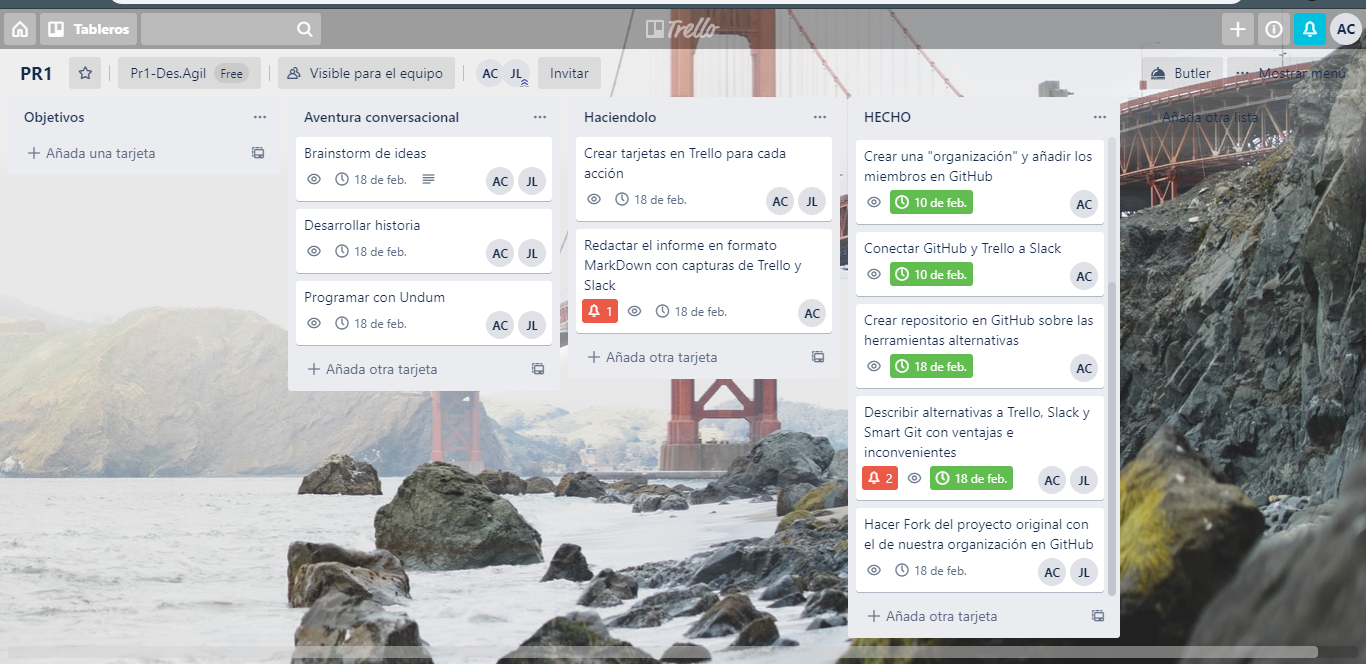 Tableros
Trello
AC
PR1
Pr1-Des.Agil Free
Visible para el equipo
AC JL
Invitar
Butler
Mostrar menú
Objetivos
Añada una tarjeta
Aventura conversacional
Brainstorm de ideas
18 de feb.
AC JL
Desarrollar historia
18 de feb.
AC JL
Programar con Undum
18 de feb.
AC JL
Añada otra tarjeta
Haciendolo
Crear tarjetas en Trello para cada
acción
18 de feb.
AC JL
Redactar el informe en formato
MarkDown con capturas de Trello y
Slack
1 18 de feb.
AC
Añada otra tarjeta
HECHO
Crear una "organización" y añadir los
miembros en GitHub
10 de feb.
AC
Conectar GitHub y Trello a Slack
10 de feb.
AC
Crear repositorio en GitHub sobre las
herramientas alternativas
18 de feb.
AC
Describir alternativas a Trello, Slack y
Smart Git con ventajas e
inconvenientes
2 18 de feb.
AC JL
Hacer Fork del proyecto original con
el de nuestra organización en GitHub
18 de feb.
AC JL
Añada otra tarjeta
Añada otra lista